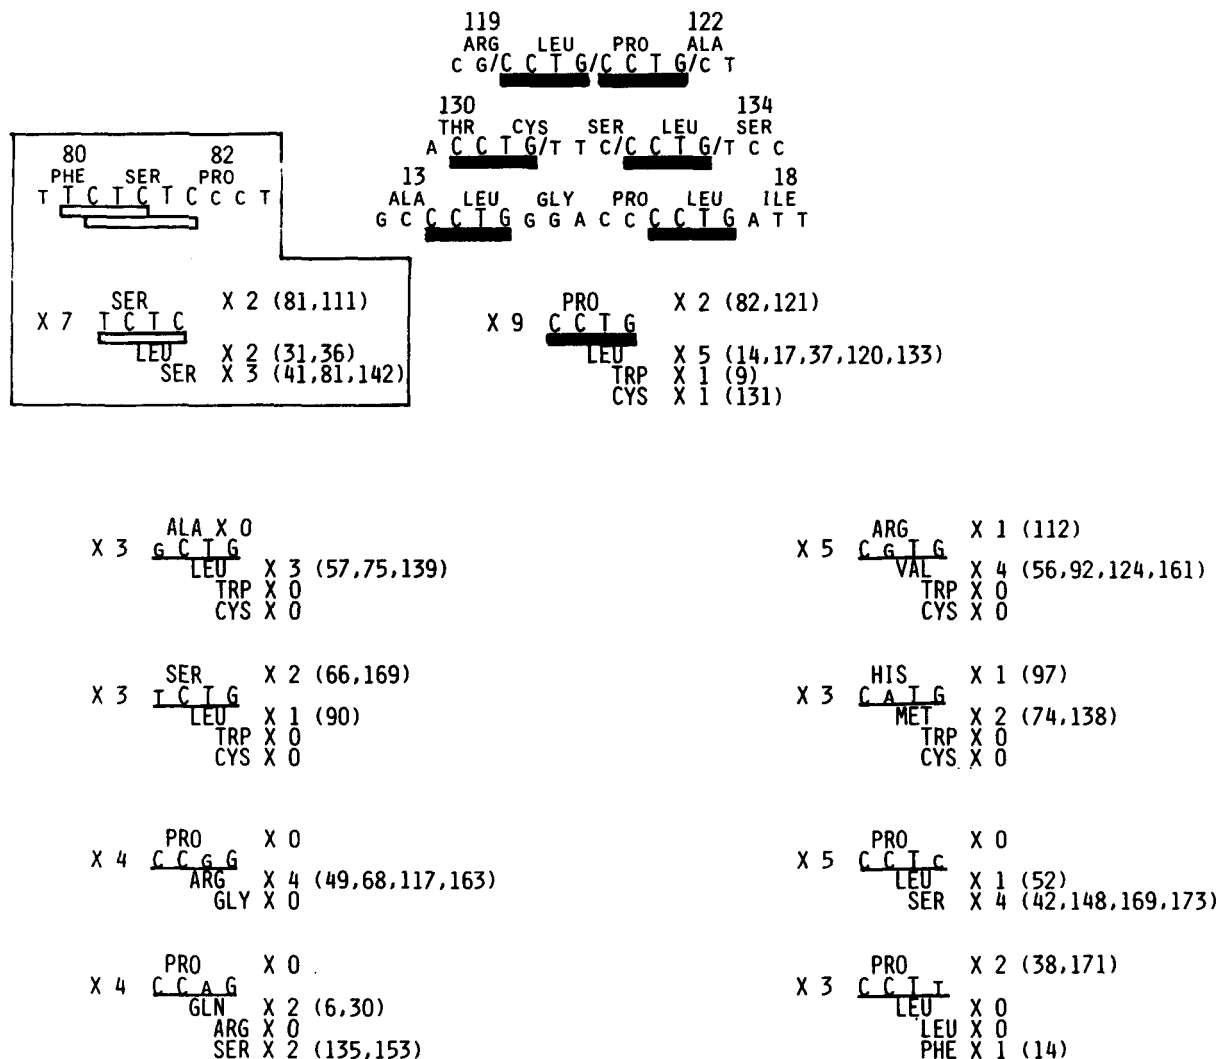 119 122
ARG LEU PRO ALA
C G/C C T G/C C T G/C T
130 134
THR CYS SER LEU SER
A C C T G/T T C/C C T G/T C C
13 18
ALA LEU GLY PRO LEU ILE
G C C C T G G G A C C C C T G A T T
80 82
PHE SER PRO
T T C T C T C C C T
SER X 2 (81,111)
X 7 T C T C
LEU X 2 (31,36)
SER X 3 (41,81,142)
PRO X 2 (82,121)
X 9 C C T G
LEU X 5 (14,17,37,120,133)
TRP X 1 (9)
CYS X 1 (131)
ALA X 0
X 3 G C T G
LEU X 3 (57,75,139)
TRP X 0
CYS X 0
ARG X 1 (112)
X 5 C G T G
VAL X 4 (56,92,124,161)
TRP X 0
CYS X 0
SER X 2 (66,169)
X 3 T C T G
LEU X 1 (90)
TRP X 0
CYS X 0
HIS X 1 (97)
X 3 C A T G
MET X 2 (74,138)
TRP X 0
CYS X 0
PRO X 0
X 4 C C G G
ARG X 4 (49,68,117,163)
GLY X 0
PRO X 0
X 5 C C T C
LEU X 1 (52)
SER X 4 (42,148,169,173)
PRO X 0
X 4 C C A G
GLN X 2 (6,30)
ARG X 0
SER X 2 (135,153)
PRO X 2 (38,171)
X 3 C C T T
LEU X 0
LEU X 0
PHE X 1 (14)